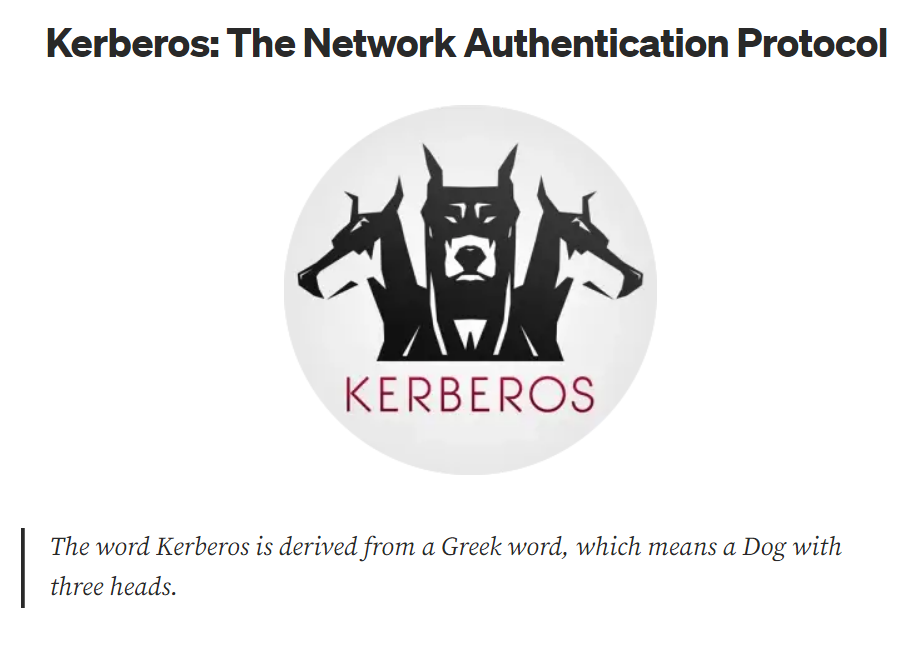 Kerberos: The Network Authentication Protocol
KERBEROS
The word Kerberos is derived from a Greek word, which means a Dog with
three heads.